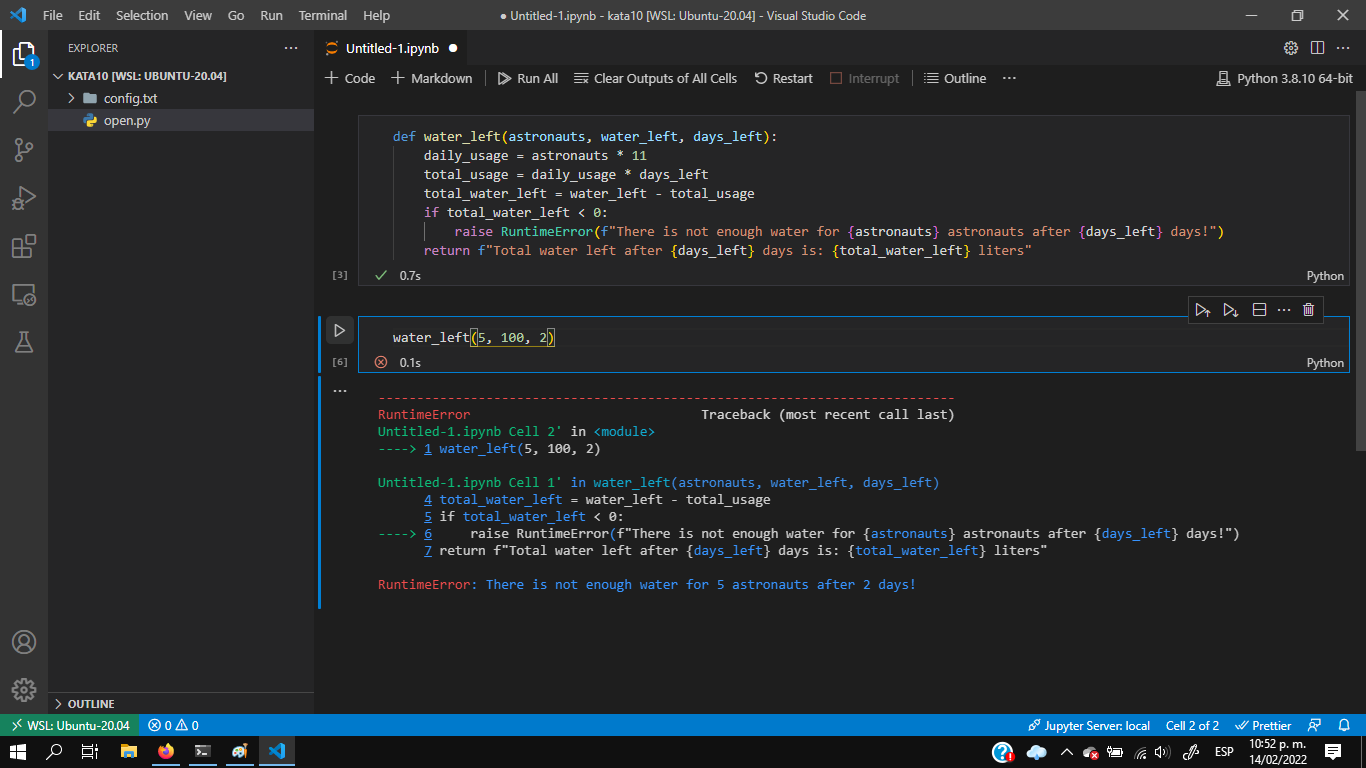 File Edit Selection View Go Run Terminal Help
● Untitled-1.ipynb - kata10 [WSL: Ubuntu-20.04] - Visual Studio Code
EXPLORER
1
KATA10 [WSL: UBUNTU-20.04]
config.txt
open.py
OUTLINE
Untitled-1.ipynb
Code Markdown Run All Clear Outputs of All Cells Restart Interrupt Outline Python 3.8.10 64-bit
def water_left(astronauts, water_left, days_left):
    daily_usage = astronauts * 11
    total_usage = daily_usage * days_left
    total_water_left = water_left - total_usage
    if total_water_left < 0:
        raise RuntimeError(f"There is not enough water for {astronauts} astronauts after {days_left} days!")
    return f"Total water left after {days_left} days is: {total_water_left} liters"
[3] 0.7s Python
water_left(5, 100, 2)
[6] 0.1s Python
---------------------------------------------------------------------------
RuntimeError                              Traceback (most recent call last)
Untitled-1.ipynb Cell 2' in <module>
----> 1 water_left(5, 100, 2)
Untitled-1.ipynb Cell 1' in water_left(astronauts, water_left, days_left)
      4 total_water_left = water_left - total_usage
      5 if total_water_left < 0:
----> 6     raise RuntimeError(f"There is not enough water for {astronauts} astronauts after {days_left} days!")
      7 return f"Total water left after {days_left} days is: {total_water_left} liters"
RuntimeError: There is not enough water for 5 astronauts after 2 days!
WSL: Ubuntu-20.04 0 0 Jupyter Server: local Cell 2 of 2 Prettier
ESP 10:52 p. m.
14/02/2022